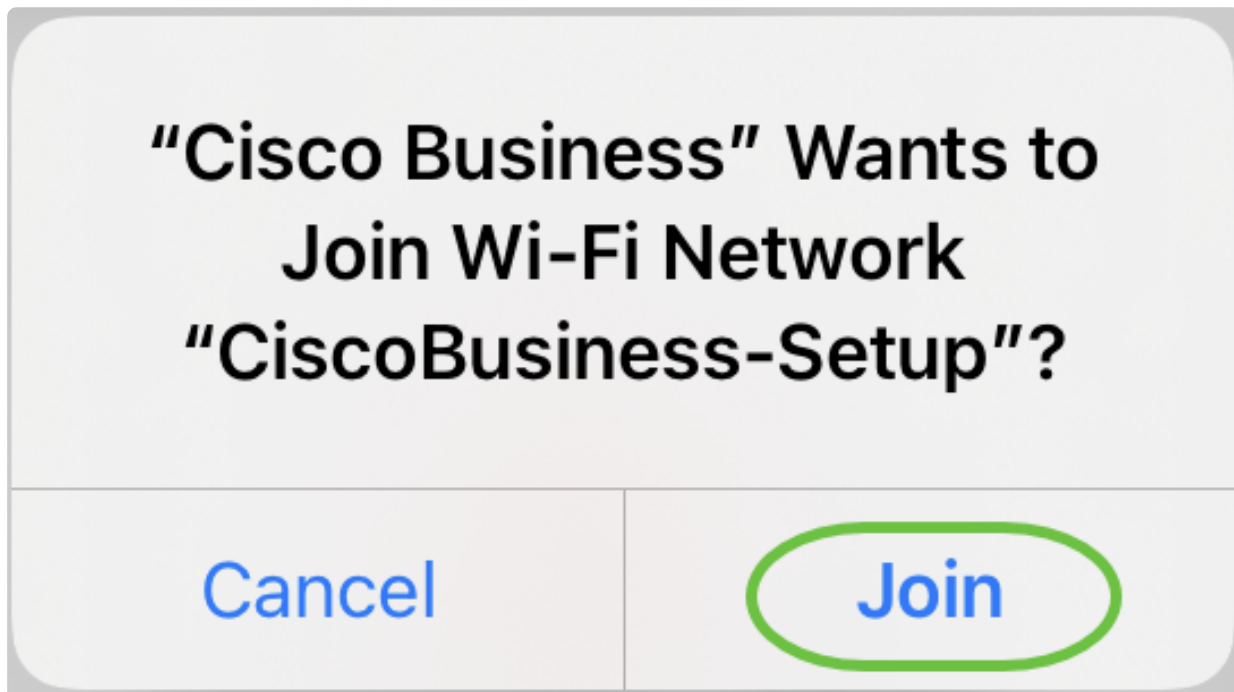 “Cisco Business” Wants to
Join Wi-Fi Network
“CiscoBusiness-Setup”?
Cancel
Join